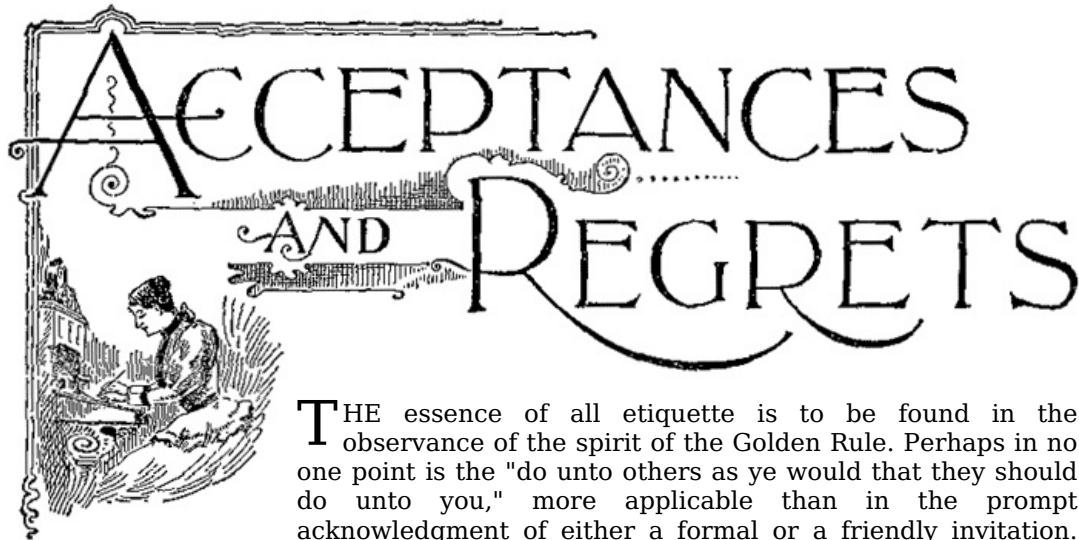 ACCEPTANCES
AND
REGRETS
THE essence of all etiquette is to be found in the
observance of the spirit of the Golden Rule. Perhaps in no
one point is the "do unto others as ye would that they should
do unto you," more applicable than in the prompt
acknowledgment of either a formal or a friendly invitation.